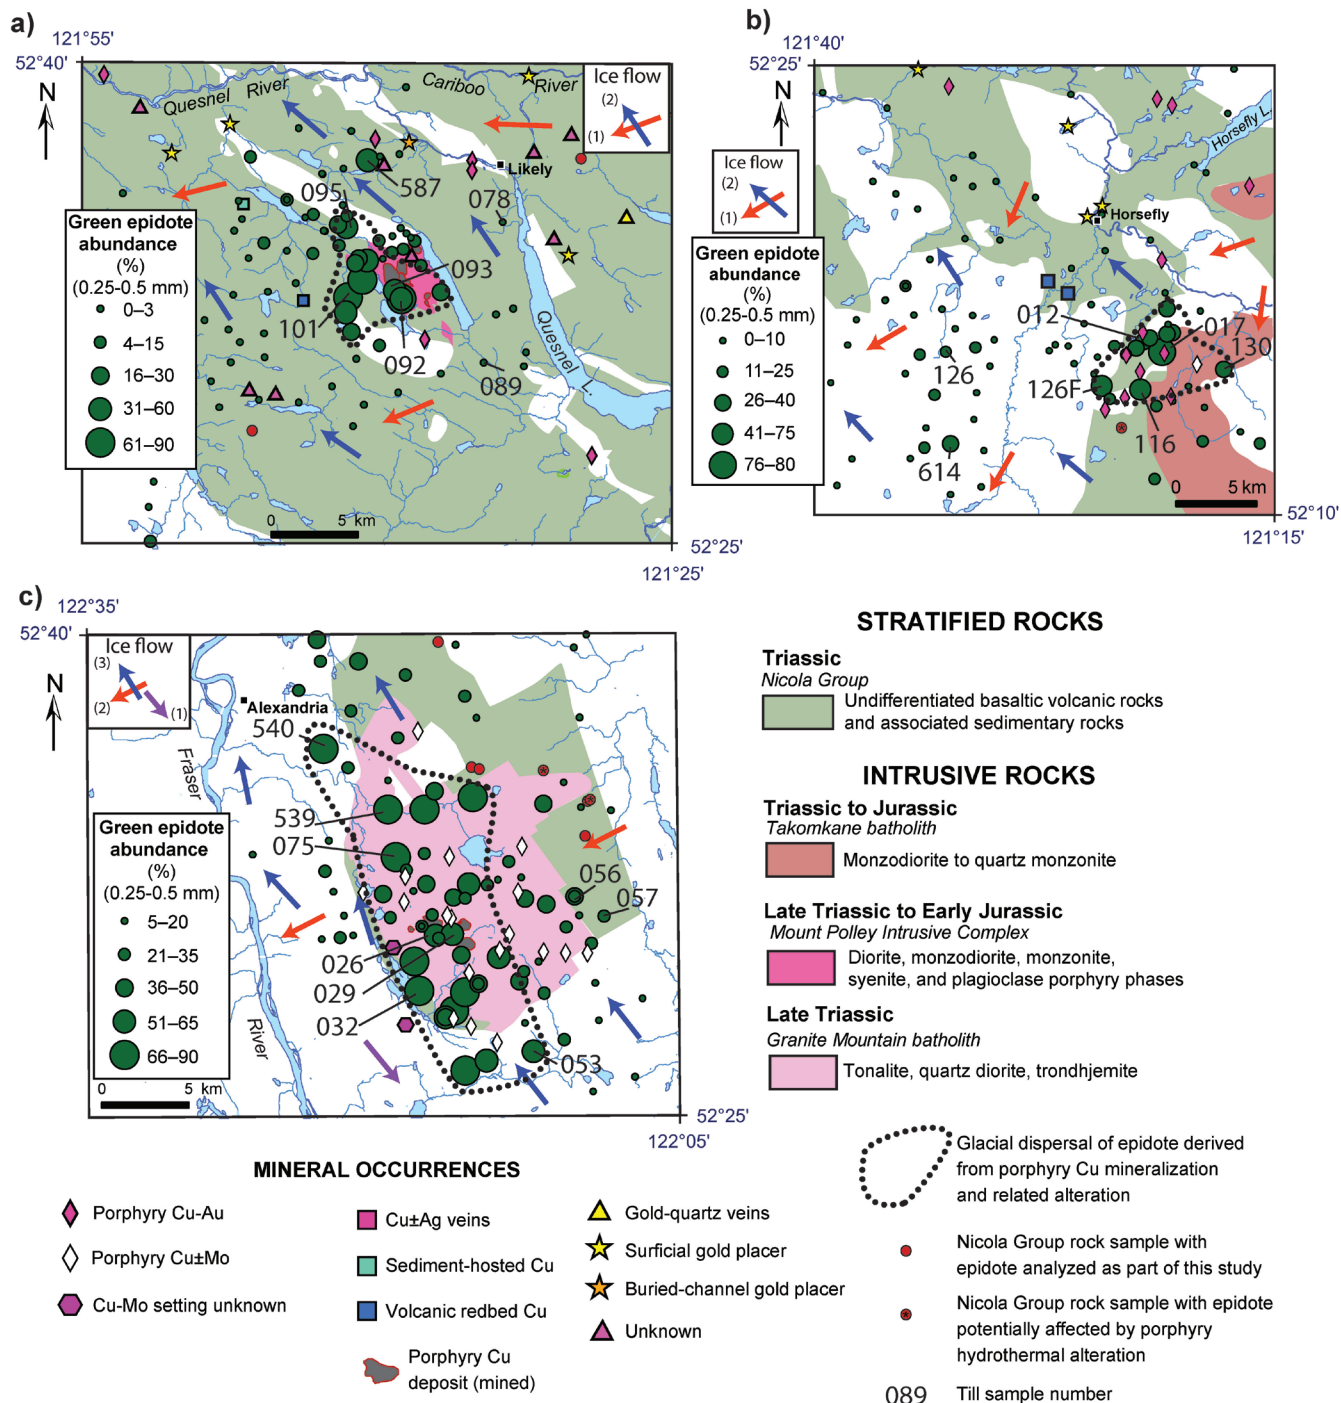 a)
121°55'
52°40'
N
Quesnel River
Cariboo River
Ice flow
(2)
(1)
Likely
587
095
078
093
101
092
089
Quesnel L.
Green epidote
abundance
(%)
(0.25-0.5 mm)
0–3
4–15
16–30
31–60
61–90
0 5 km
52°25'
121°25'
b)
121°40'
52°25'
N
Ice flow
(2)
(1)
Horsefly L.
Horsefly
012
017
130
126
126F
116
614
Green epidote
abundance
(%)
(0.25-0.5 mm)
0–10
11–25
26–40
41–75
76–80
0 5 km
52°10'
121°15'
c)
122°35'
52°40'
N
Ice flow
(3)
(2)
(1)
Alexandria
540
Fraser
River
539
075
056
057
026
029
032
053
Green epidote
abundance
(%)
(0.25-0.5 mm)
5–20
21–35
36–50
51–65
66–90
0 5 km
52°25'
122°05'
STRATIFIED ROCKS
Triassic
Nicola Group
Undifferentiated basaltic volcanic rocks
and associated sedimentary rocks
INTRUSIVE ROCKS
Triassic to Jurassic
Takomkane batholith
Monzodiorite to quartz monzonite
Late Triassic to Early Jurassic
Mount Polley Intrusive Complex
Diorite, monzodiorite, monzonite,
syenite, and plagioclase porphyry phases
Late Triassic
Granite Mountain batholith
Tonalite, quartz diorite, trondhjemite
Glacial dispersal of epidote derived
from porphyry Cu mineralization
and related alteration
Nicola Group rock sample with
epidote analyzed as part of this study
Nicola Group rock sample with epidote
potentially affected by porphyry
hydrothermal alteration
089 Till sample number
MINERAL OCCURRENCES
Porphyry Cu-Au
Porphyry Cu±Mo
Cu-Mo setting unknown
Cu±Ag veins
Sediment-hosted Cu
Volcanic redbed Cu
Porphyry Cu
deposit (mined)
Gold-quartz veins
Surficial gold placer
Buried-channel gold placer
Unknown